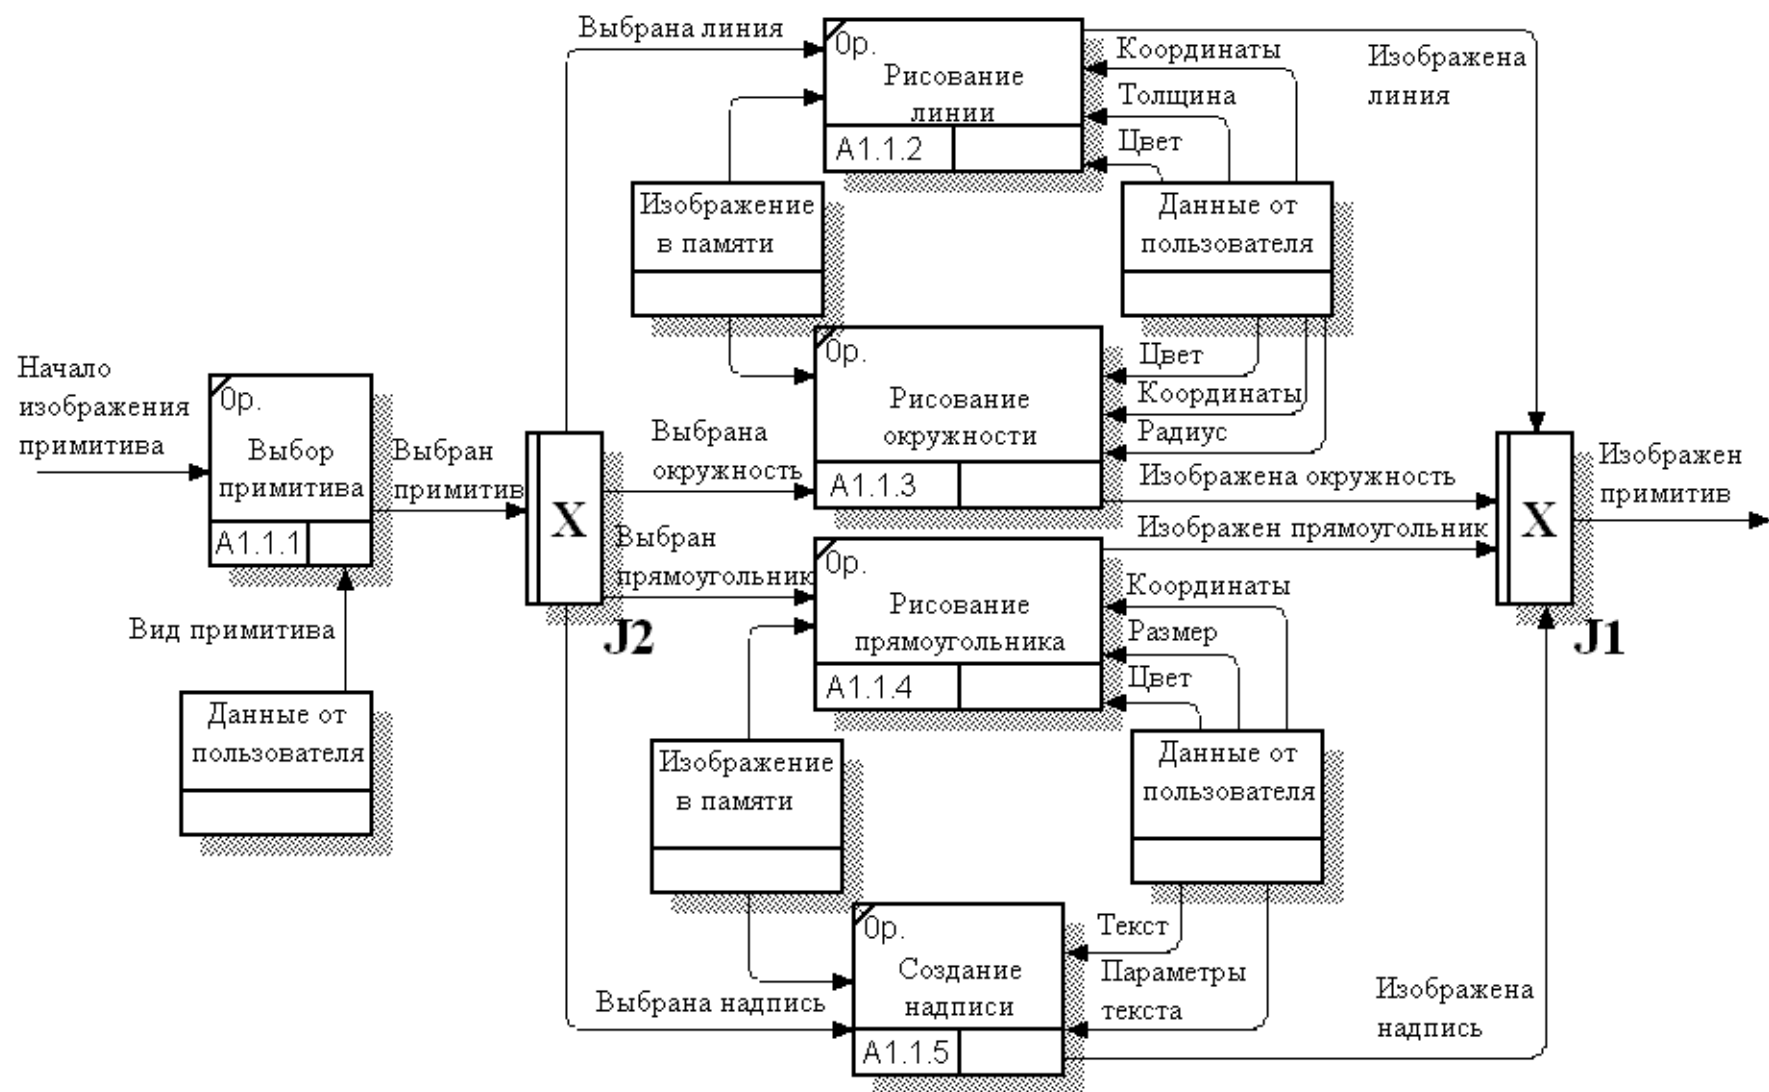 Выбрана линия
0р.
Рисование
линии
A1.1.2
Координаты
Толщина
Цвет
Изображена
линия
Изображение
в памяти
Данные от
пользователя
Начало
изображения
примитива
0р.
Выбор
примитива
A1.1.1
Выбран
примитив
Вид примитива
Данные от
пользователя
X
J2
Выбрана
окружность
0р.
Рисование
окружности
A1.1.3
Цвет
Координаты
Радиус
Изображена окружность
Выбран
прямоугольник
0р.
Рисование
прямоугольника
A1.1.4
Изображен прямоугольник
Координаты
Размер
Цвет
X
J1
Изображен
примитив
Изображение
в памяти
Данные от
пользователя
Выбрана надпись
0р.
Создание
надписи
A1.1.5
Текст
Параметры
текста
Изображена
надпись